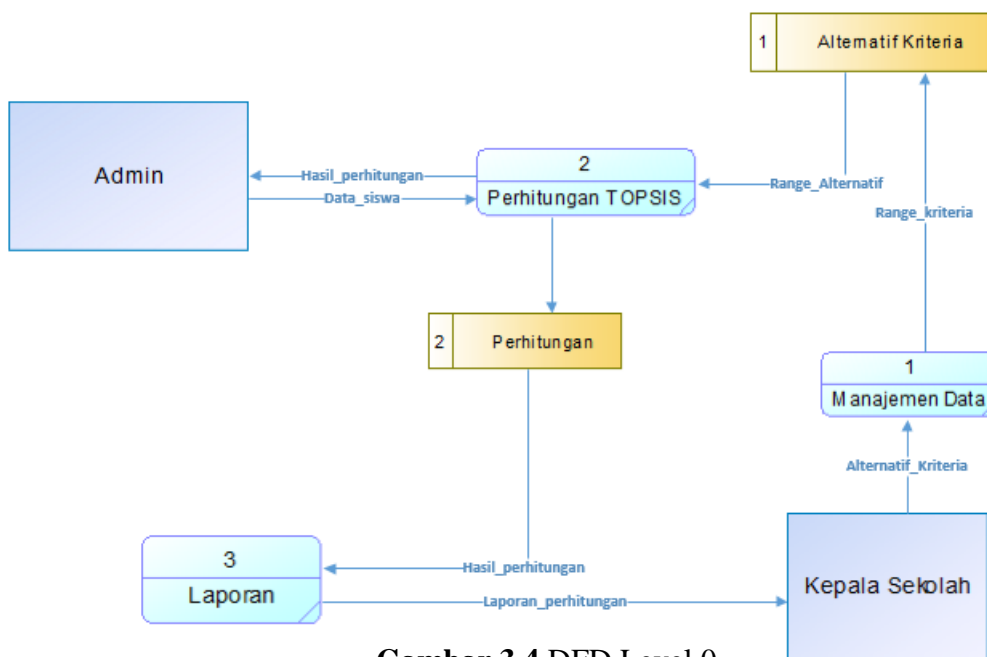 1 Alternatif Kriteria
Admin
2
Perhitungan TOPSIS
Hasil_perhitungan
Data_siswa
Range_Alternatif
Range_kriteria
2 Perhitungan
1
Manajemen Data
Alternatif_Kriteria
3
Laporan
Hasil_perhitungan
Laporan_perhitungan
Kepala Sekolah
Gambar 3.4 DFD Level 0